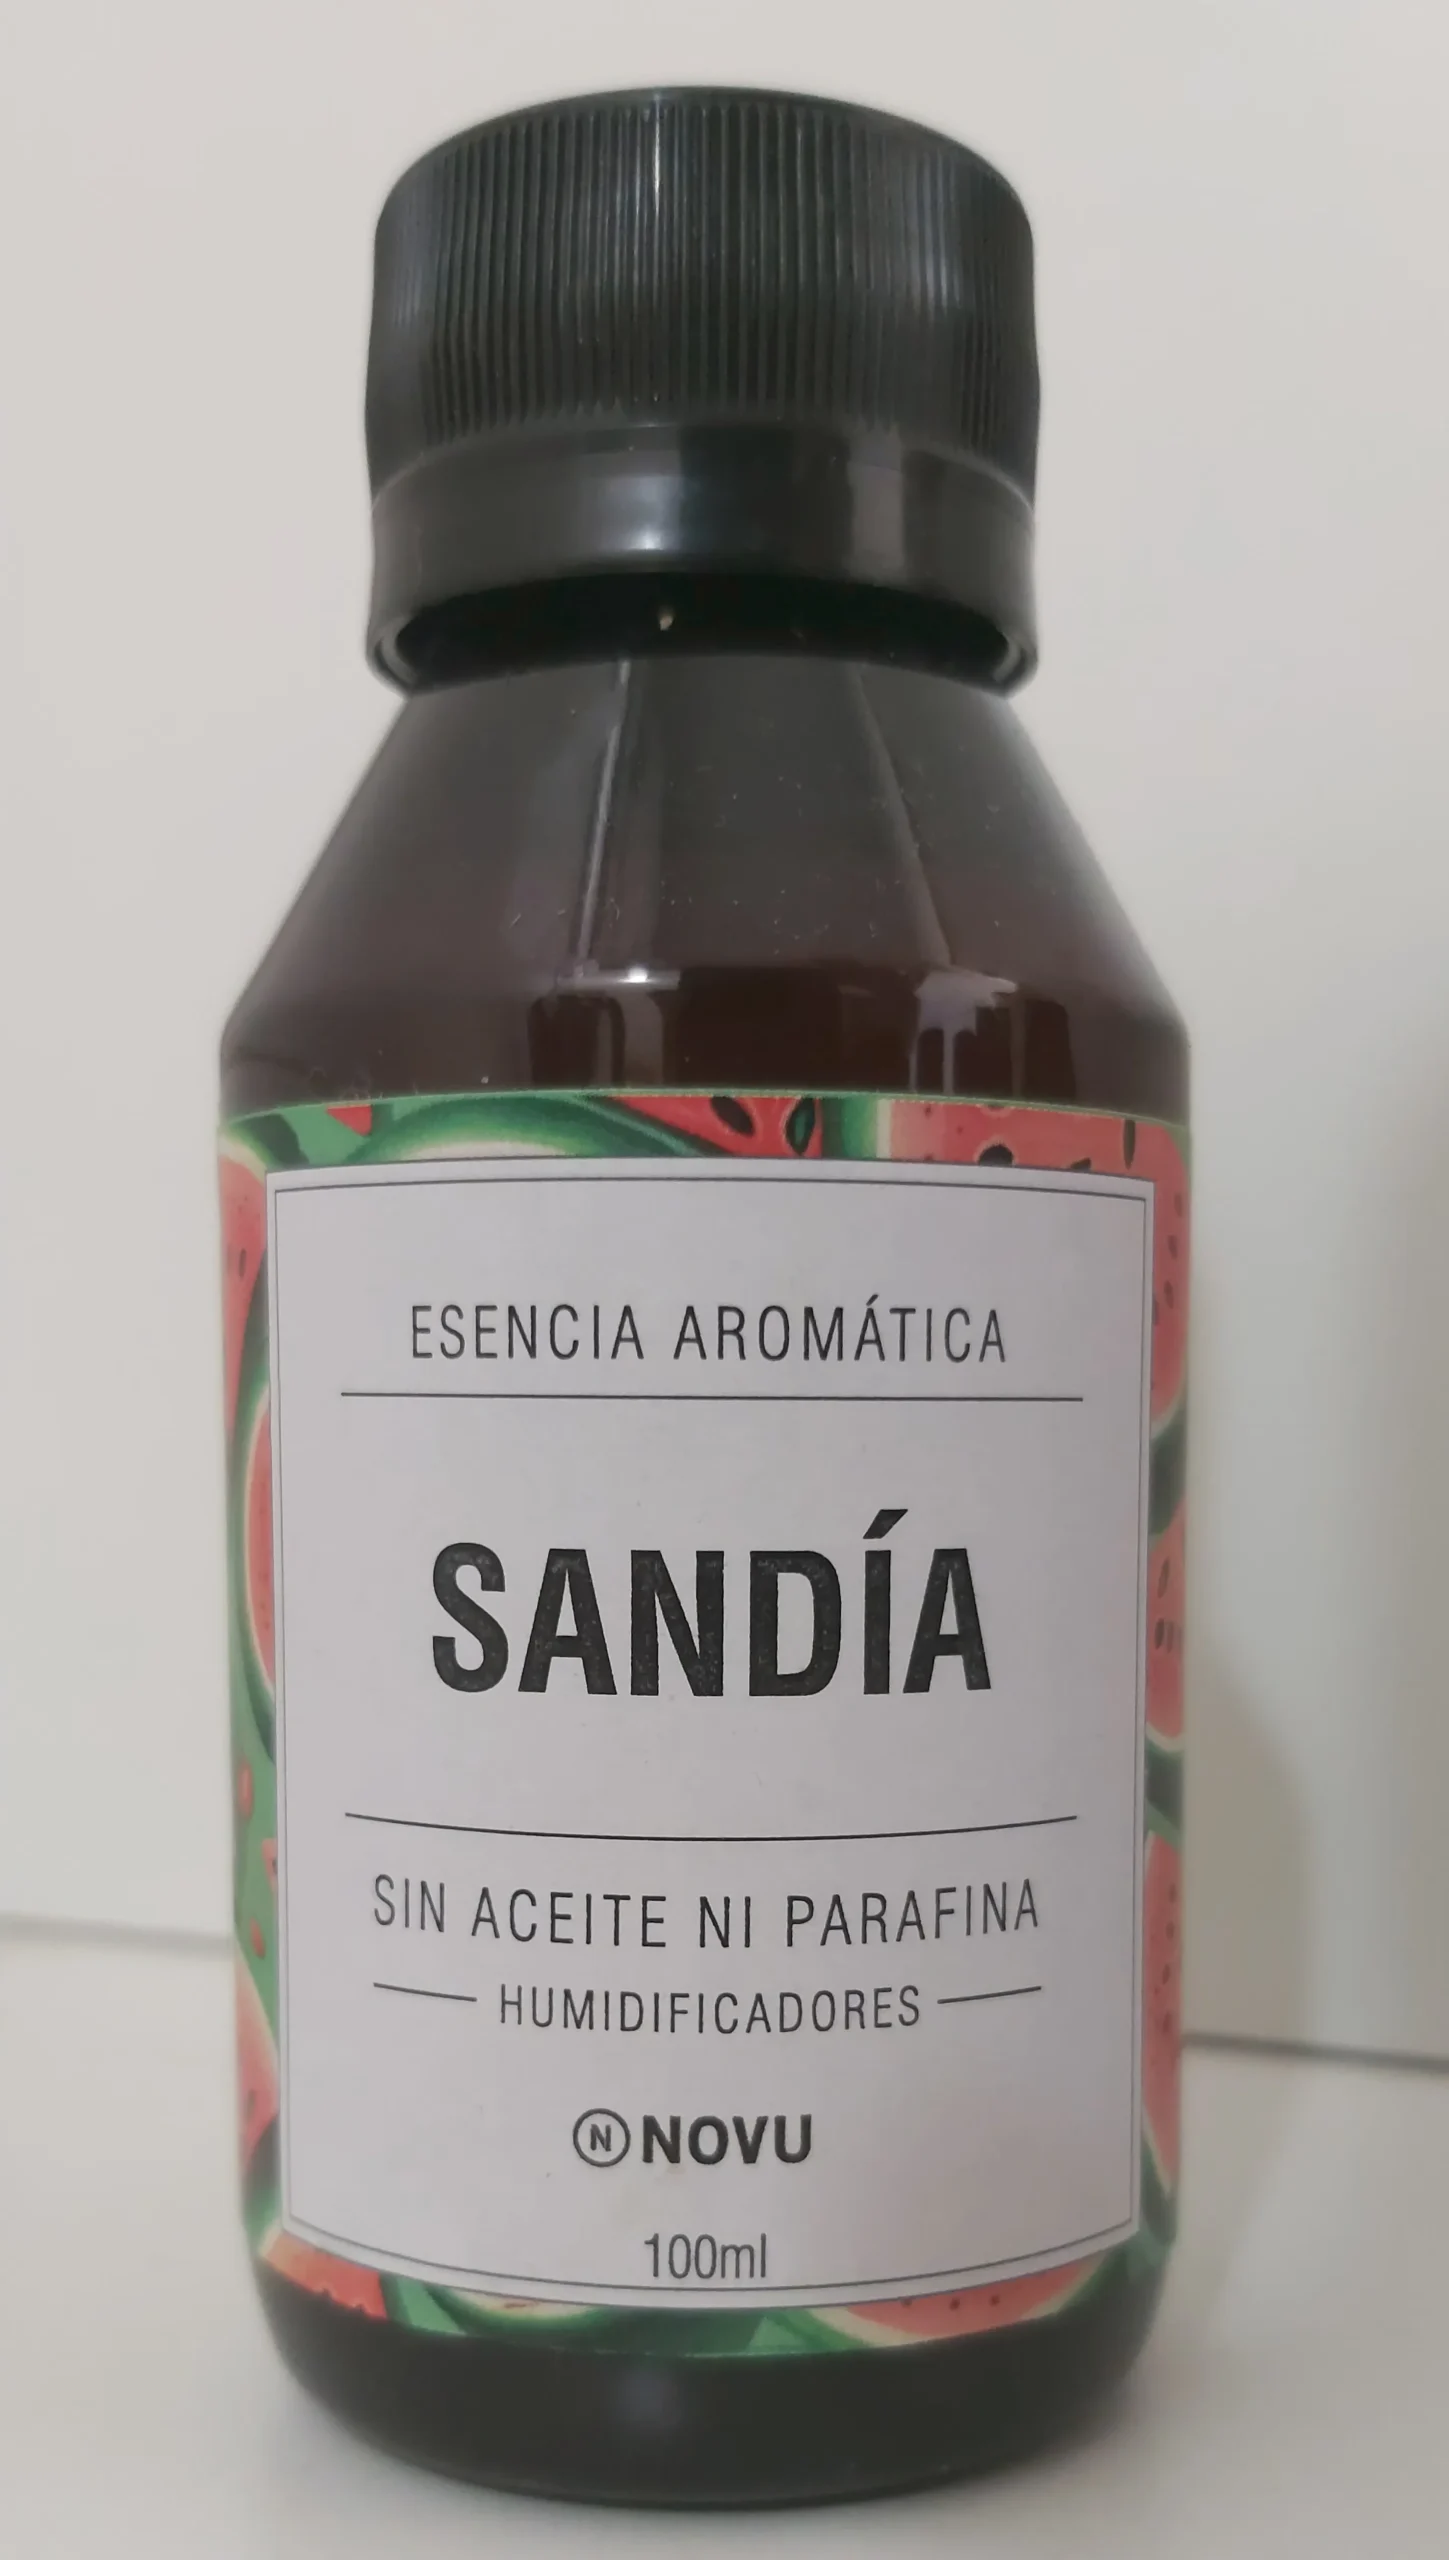 ESENCIA AROMÁTICA
SANDÍA
SIN ACEITE NI PARAFINA
HUMIDIFICADORES
N NOVU
100ml